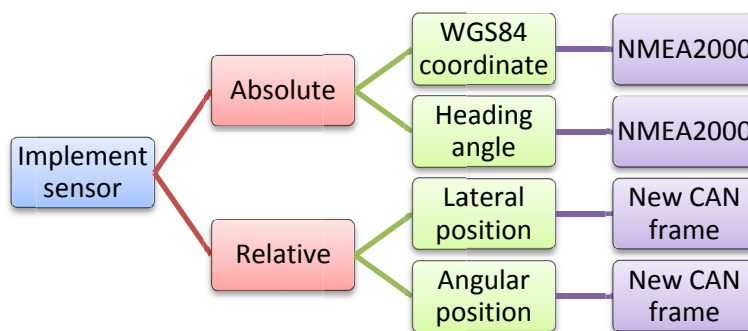 Implement
sensor
Absolute
WGS84
coordinate
NMEA2000
Heading
angle
NMEA2000
Relative
Lateral
position
New CAN
frame
Angular
position
New CAN
frame